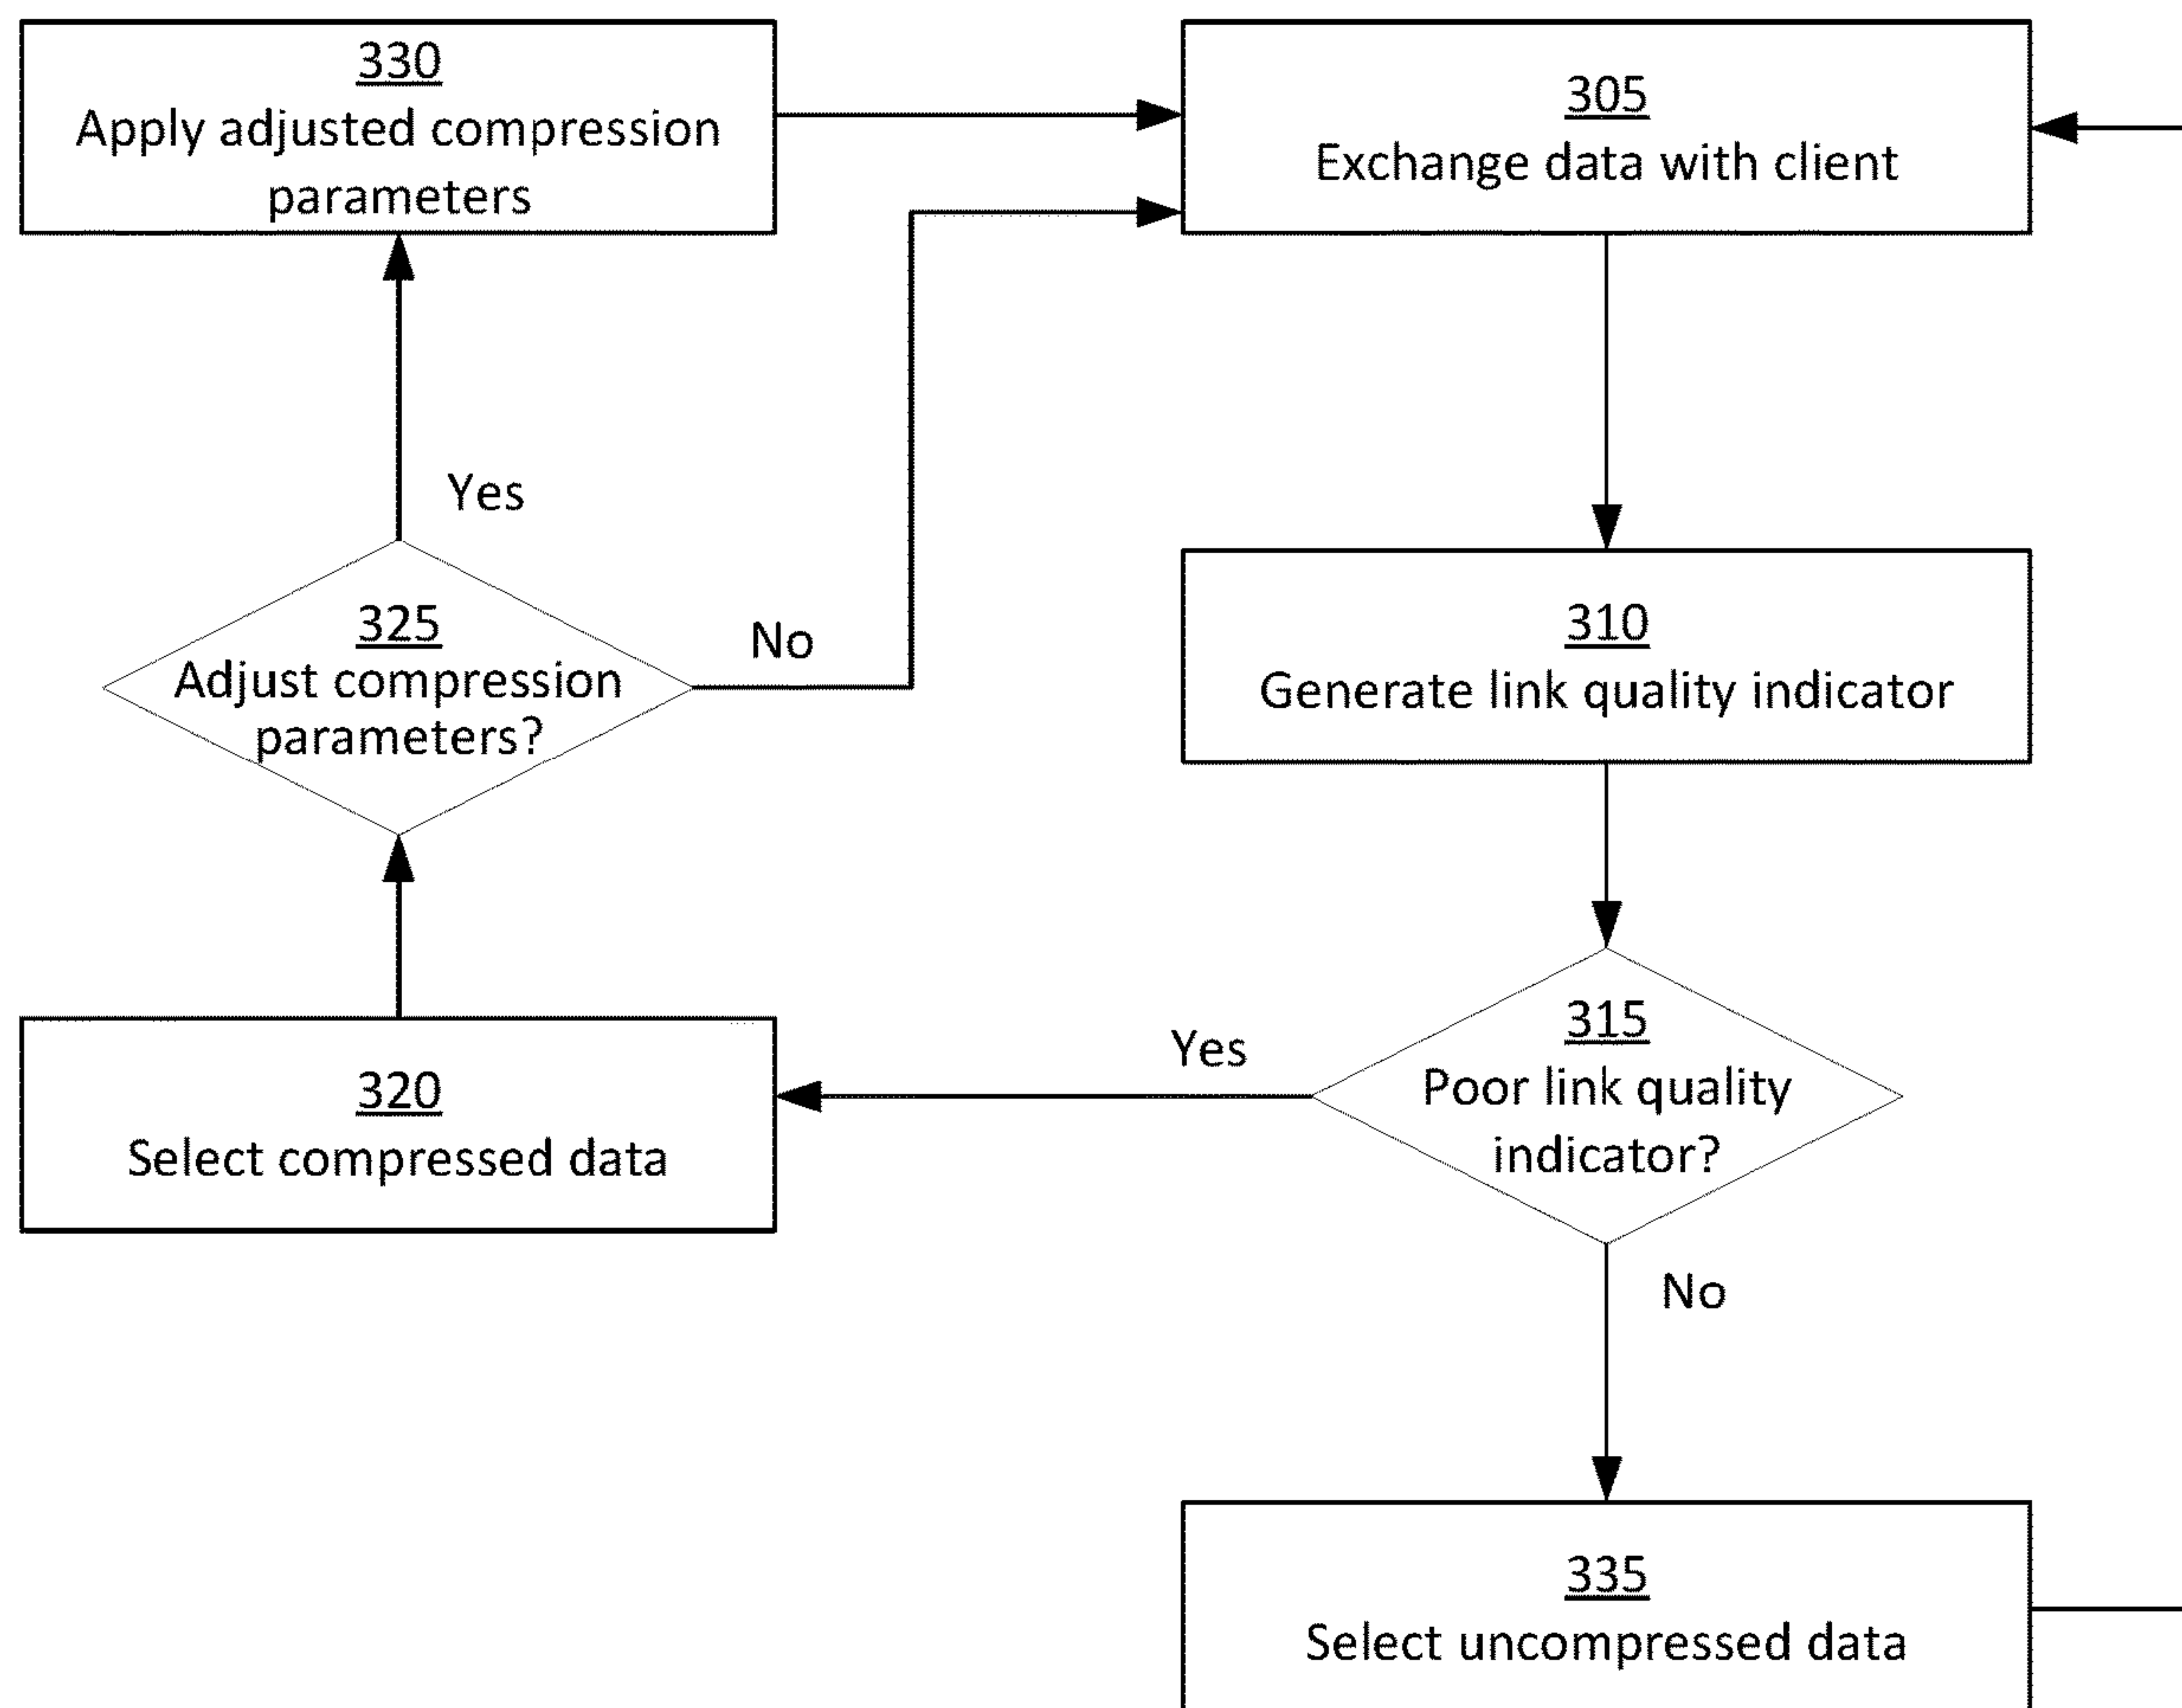 330
Apply adjusted compression
parameters
305
Exchange data with client
Yes
325
Adjust compression
parameters?
No
310
Generate link quality indicator
320
Select compressed data
Yes
315
Poor link quality
indicator?
No
335
Select uncompressed data